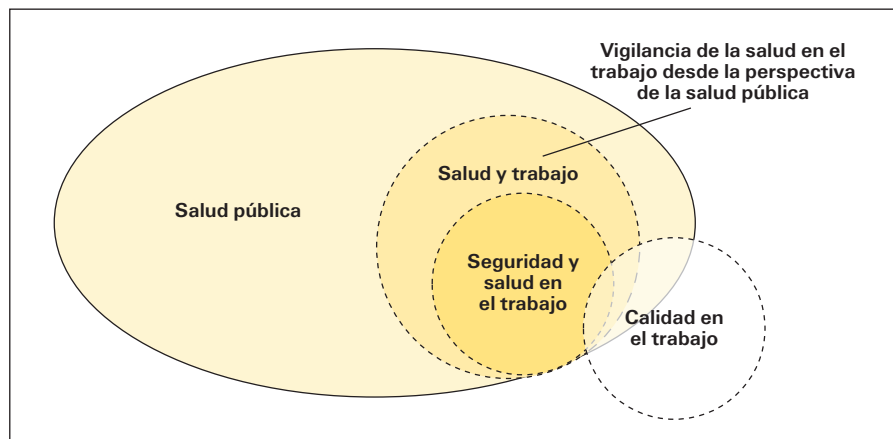 Vigilancia de la salud en el
trabajo desde la perspectiva
de la salud pública
Salud y trabajo
Salud pública
Seguridad y
salud en
el trabajo
Calidad en
el trabajo